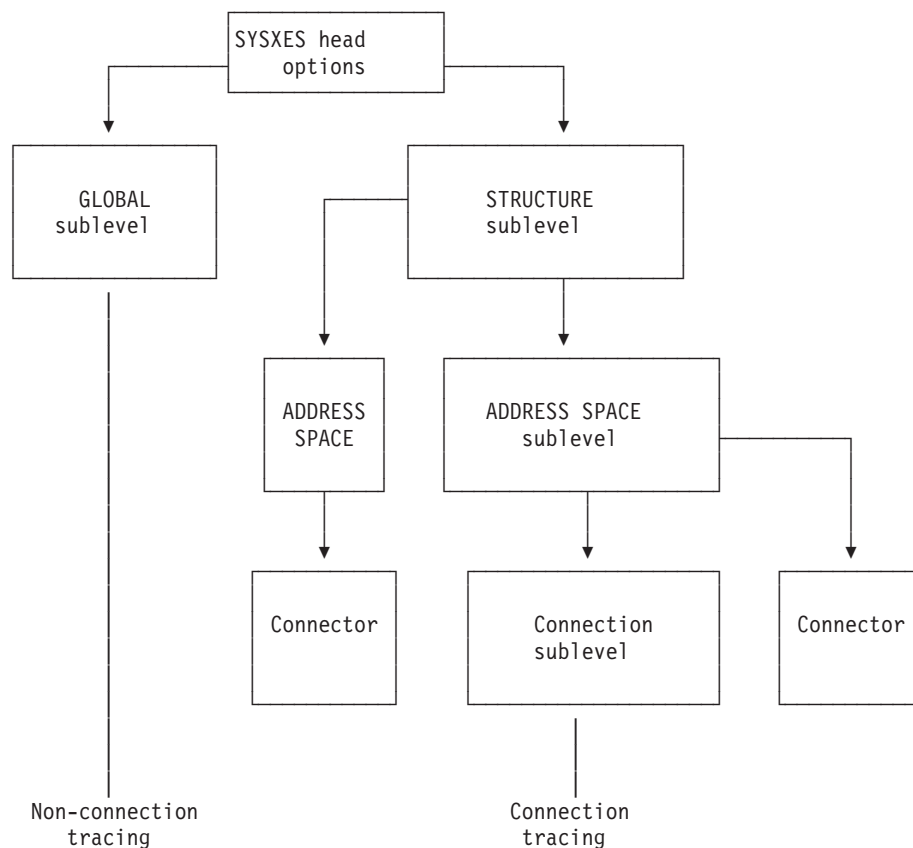 SYSXES head
options
GLOBAL
sublevel
STRUCTURE
sublevel
ADDRESS
SPACE
ADDRESS SPACE
sublevel
Connector
Connection
sublevel
Connector
Non-connection
tracing
Connection
tracing